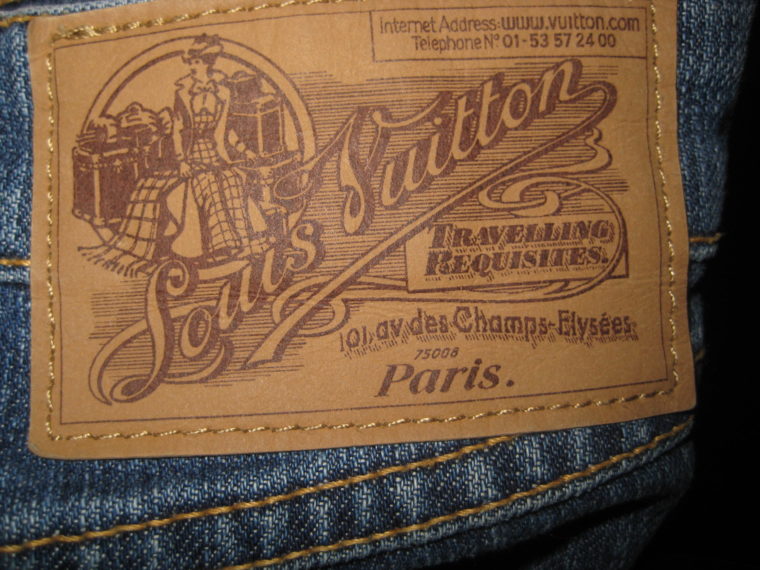 Internet Address:www.vuitton.com
Telephone Nº 01-53 57 24 00
Louis Vuitton
TRAVELLING
REQUISITES.
101 av des Champs-Elysées
75008
Paris.